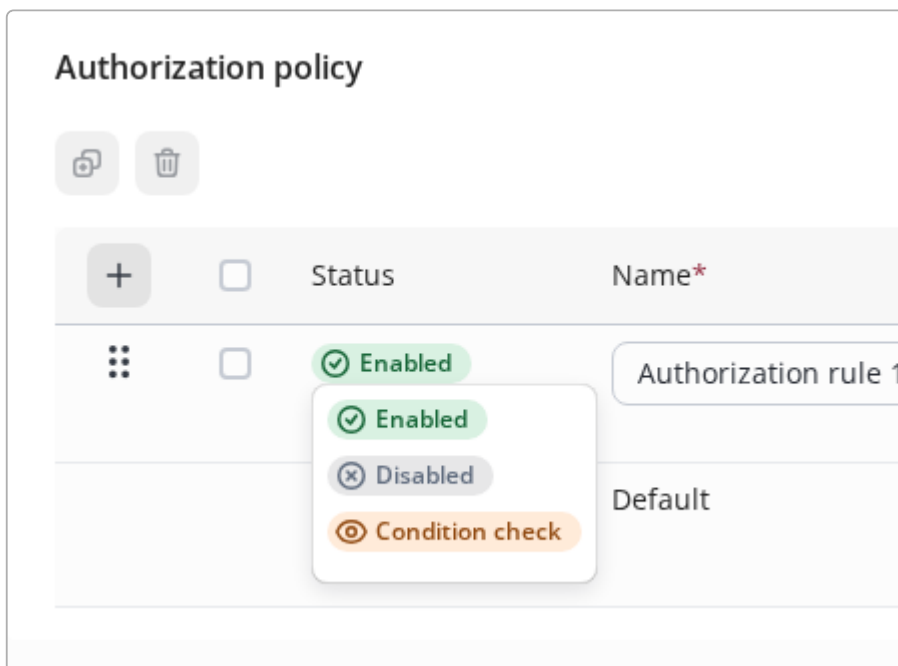 Authorization policy
Status Name*
Enabled Authorization rule 1
Enabled
Disabled
Default
Condition check